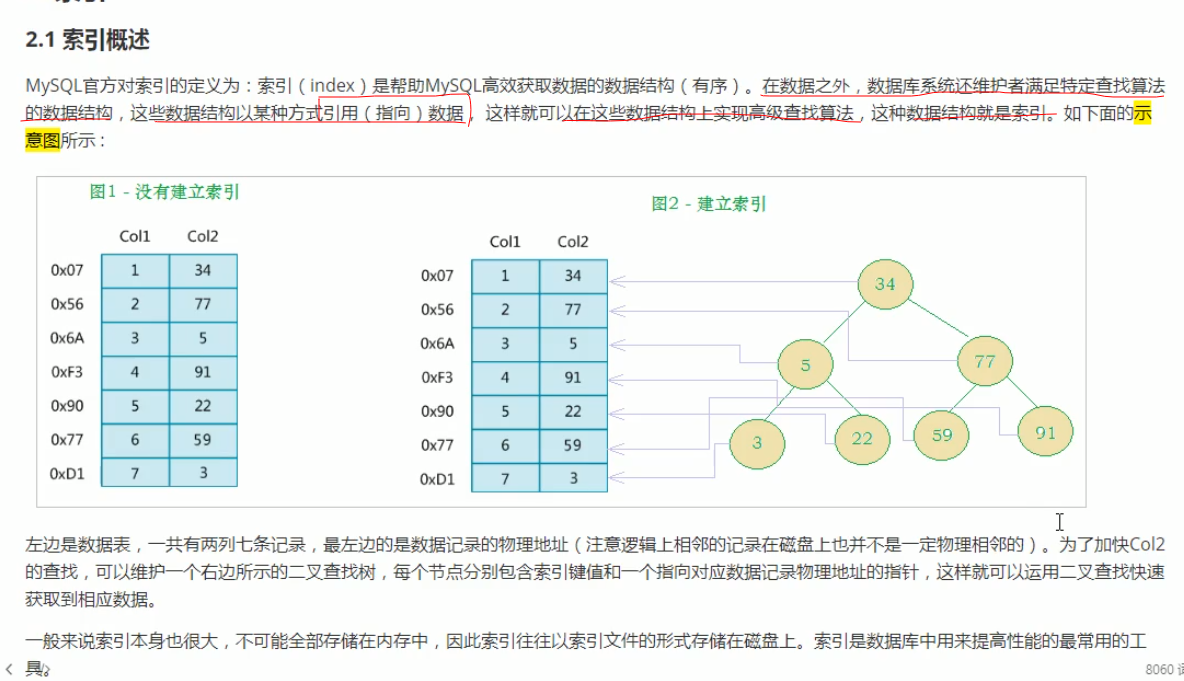 2.1 索引概述
MySQL官方对索引的定义为：索引（index）是帮助MySQL高效获取数据的数据结构（有序）。在数据之外，数据库系统还维护者满足特定查找算法
的数据结构，这些数据结构以某种方式引用（指向）数据，这样就可以在这些数据结构上实现高级查找算法，这种数据结构就是索引。如下面的示
意图所示：
图1 - 没有建立索引
Col1 Col2
0x07 1 34
0x56 2 77
0x6A 3 5
0xF3 4 91
0x90 5 22
0x77 6 59
0xD1 7 3
图2 - 建立索引
Col1 Col2
0x07 1 34
0x56 2 77
0x6A 3 5
0xF3 4 91
0x90 5 22
0x77 6 59
0xD1 7 3
34
5 77
3 22 59 91
左边是数据表，一共有两列七条记录，最左边的是数据记录的物理地址（注意逻辑上相邻的记录在磁盘上也并不是一定物理相邻的）。为了加快Col2
的查找，可以维护一个右边所示的二叉查找树，每个节点分别包含索引键值和一个指向对应数据记录物理地址的指针，这样就可以运用二叉查找快速
获取到相应数据。
一般来说索引本身也很大，不可能全部存储在内存中，因此索引往往以索引文件的形式存储在磁盘上。索引是数据库中用来提高性能的最常用的工
具。
8060